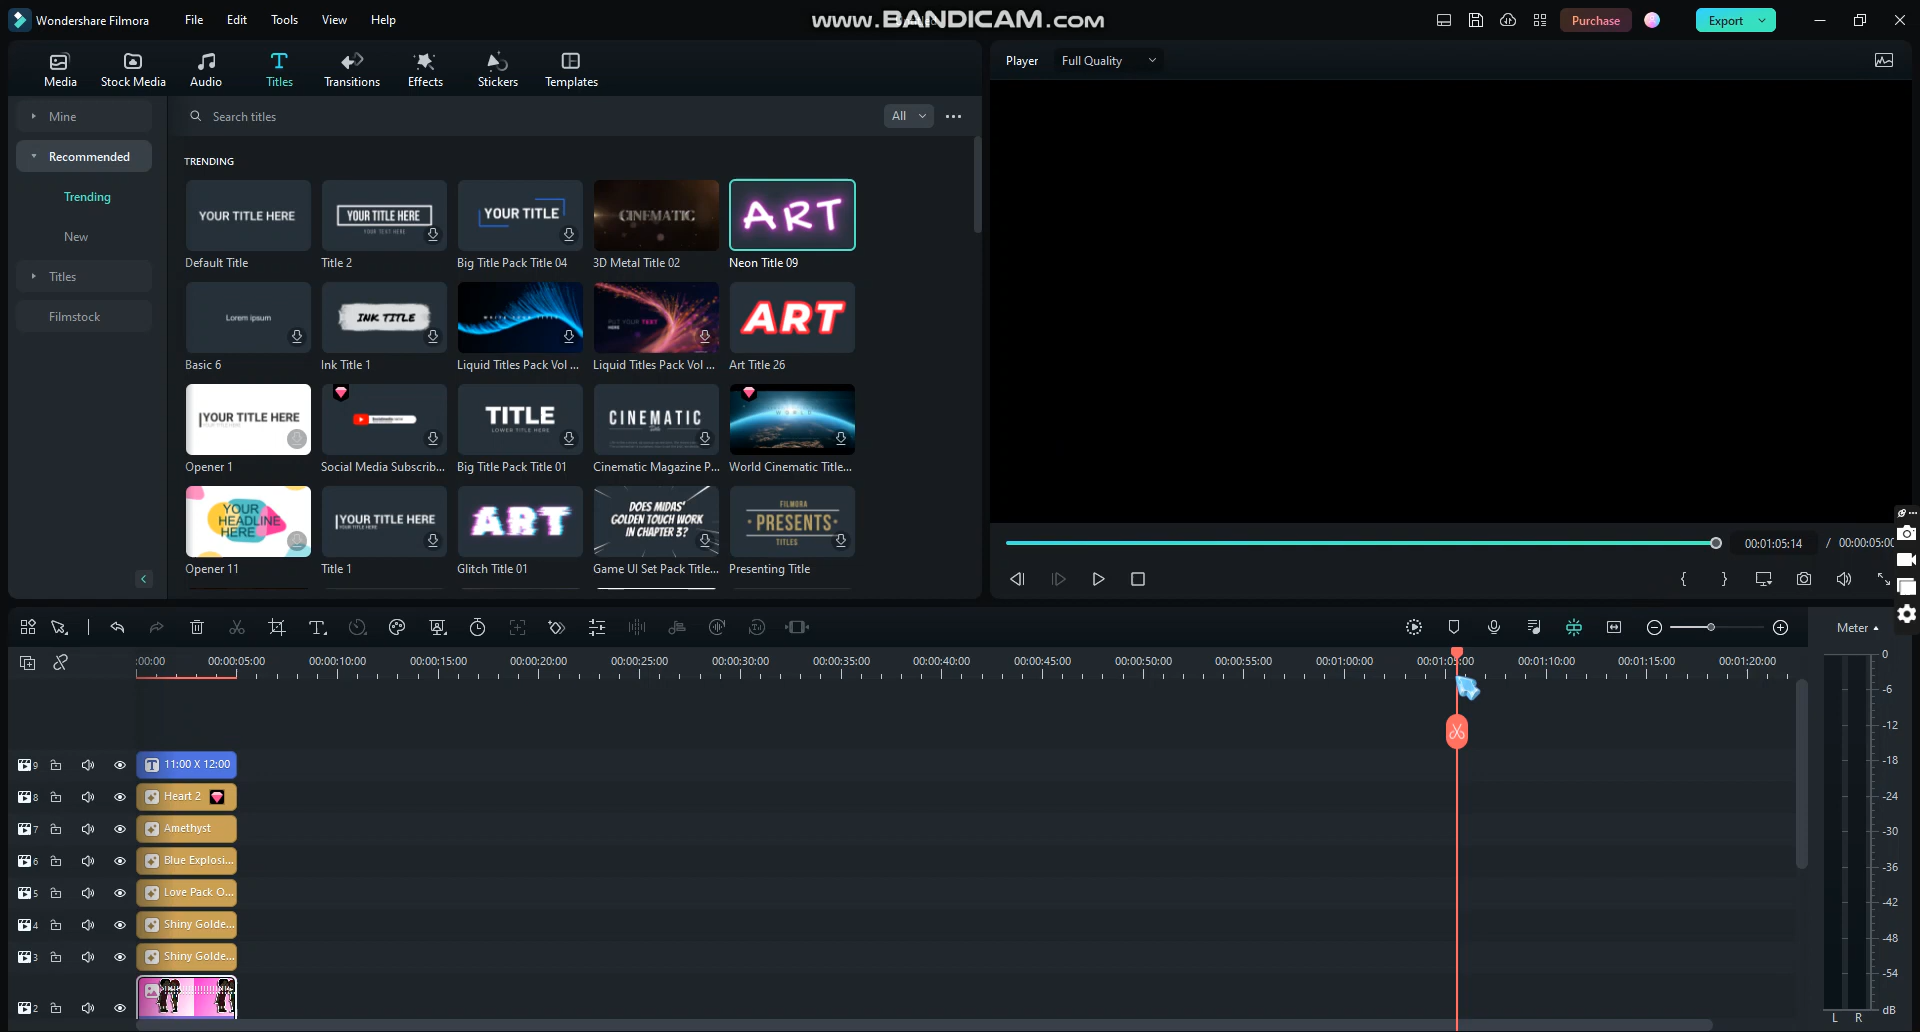 Wondershare Filmora
File
Edit
Tools
View
Help
www.BANDICAM.com
Purchase
Export
Media
Stock Media
Audio
Titles
Transitions
Effects
Stickers
Templates
Player
Full Quality
Mine
Recommended
Trending
New
Titles
Filmstock
Search titles
All
TRENDING
YOUR TITLE HERE
YOUR TITLE HERE
YOUR TEXT HERE
YOUR TITLE
CINEMATIC
ART
Default Title
Title 2
Big Title Pack Title 04
3D Metal Title 02
Neon Title 09
Lorem Ipsum
INK TITLE
PUT YOUR TEXT
HERE
ART
Basic 6
Ink Title 1
Liquid Titles Pack Vol ...
Liquid Titles Pack Vol ...
Art Title 26
YOUR TITLE HERE
TITLE
LOWER TITLE HERE
CINEMATIC
WORLD
Opener 1
Social Media Subscrib...
Big Title Pack Title 01
Cinematic Magazine P...
World Cinematic Title...
YOUR
HEADLINE
HERE
YOUR TITLE HERE
ART
DOES MIDAS'
GOLDEN TOUCH WORK
IN CHAPTER 3?
FILMORA
PRESENTS
TITLES
Opener 11
Title 1
Glitch Title 01
Game UI Set Pack Title...
Presenting Title
00:01:05:14
/
00:00:05:00
Meter
:00:00
00:00:05:00
00:00:10:00
00:00:15:00
00:00:20:00
00:00:25:00
00:00:30:00
00:00:35:00
00:00:40:00
00:00:45:00
00:00:50:00
00:00:55:00
00:01:00:00
00:01:05:00
00:01:10:00
00:01:15:00
00:01:20:00
9
11:00 X 12:00
8
Heart 2
7
Amethyst
6
Blue Explosi...
5
Love Pack O...
4
Shiny Golde...
3
Shiny Golde...
2
0
-6
-12
-18
-24
-30
-36
-42
-48
-54
dB
L
R